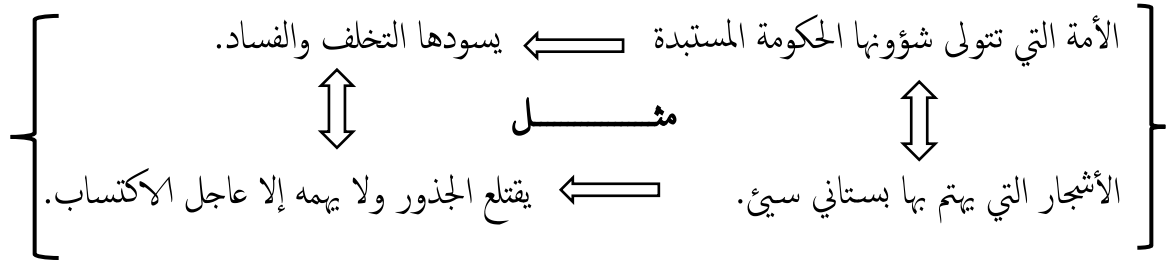 الأمة التي تتولى شؤونها الحكومة المستبدة يسودها التخلف والفساد.
مثــــــــل
الأشجار التي يهتم بها بستاني سيئ. يقتلع الجذور ولا يهمه إلا عاجل الاكتساب.